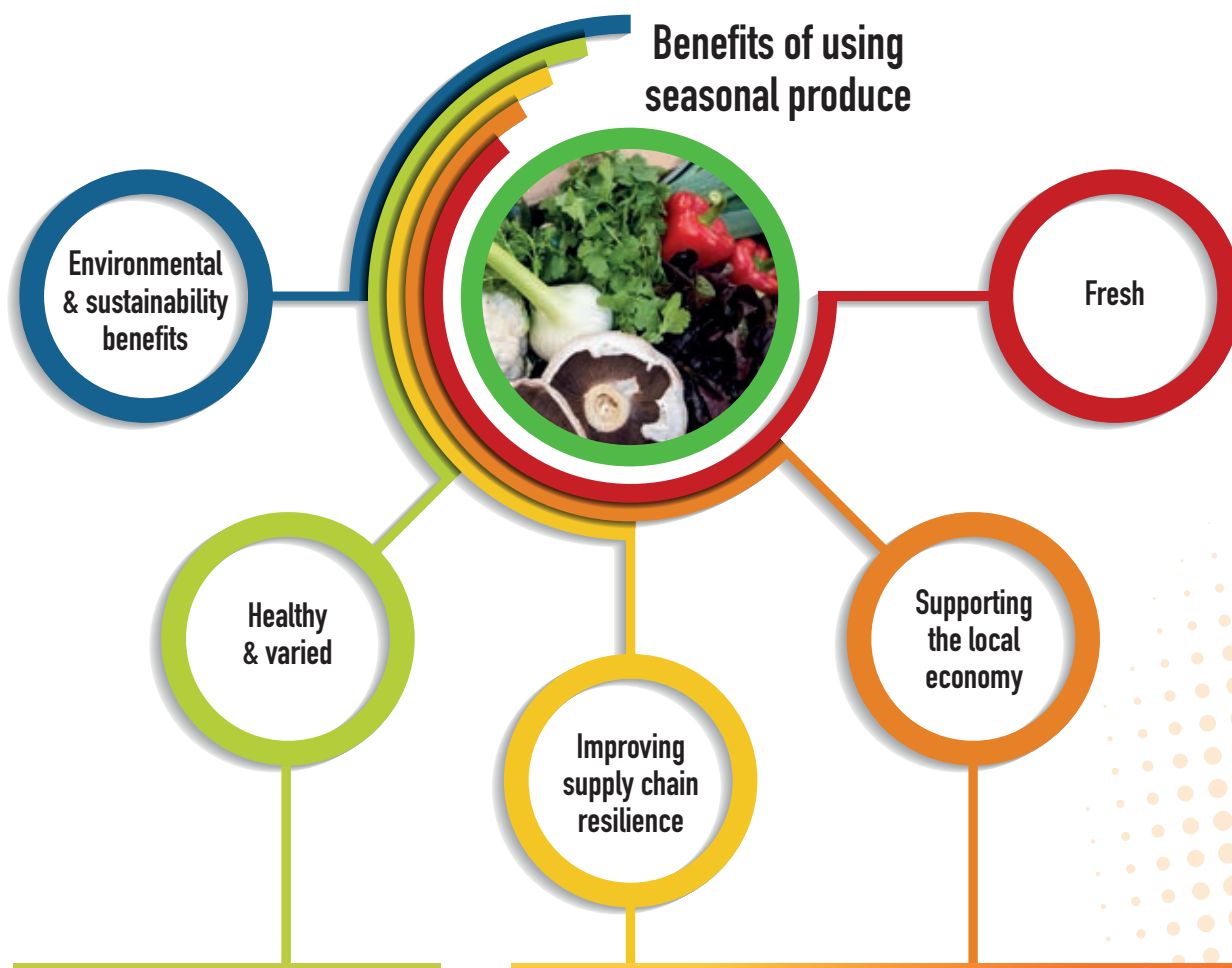 Benefits of using
seasonal produce
Environmental
& sustainability
benefits
Fresh
Healthy
& varied
Supporting
the local
economy
Improving
supply chain
resilience